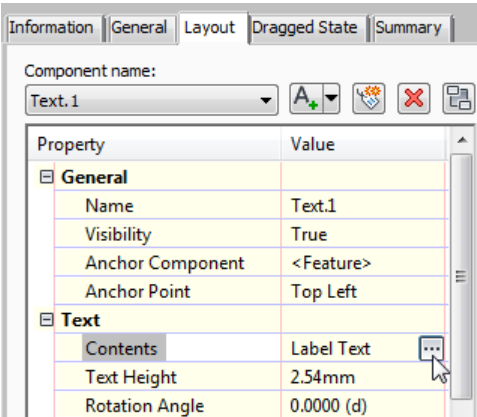 Information General Layout Dragged State Summary
Component name:
Text.1
Property Value
General
Name Text.1
Visibility True
Anchor Component <Feature>
Anchor Point Top Left
Text
Contents Label Text ...
Text Height 2.54mm
Rotation Angle 0.0000 (d)